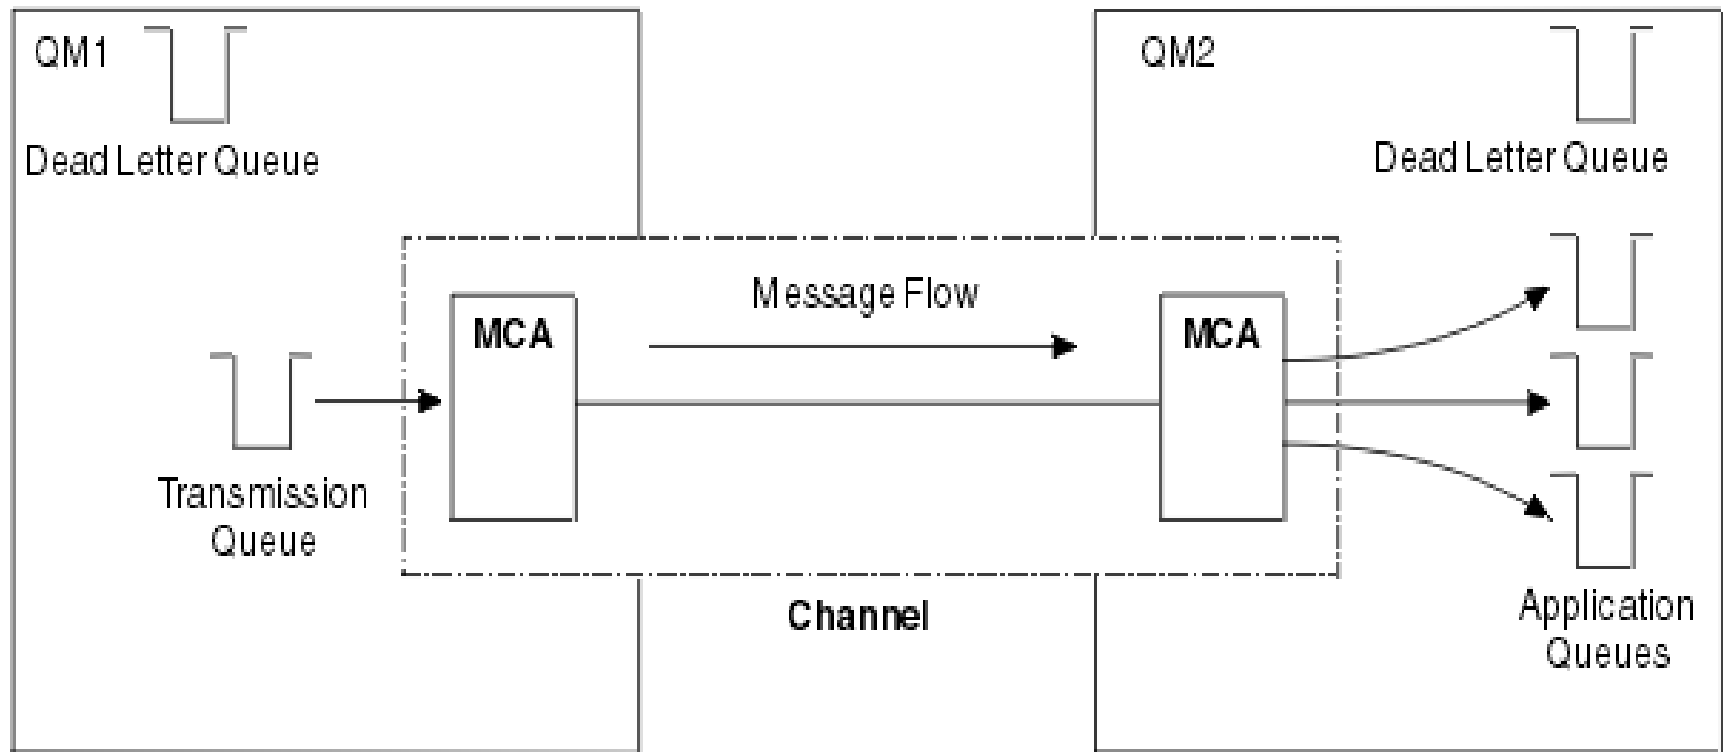 QM1
Dead Letter Queue
QM2
Dead Letter Queue
Message Flow
MCA
MCA
Transmission
Queue
Channel
Application
Queues